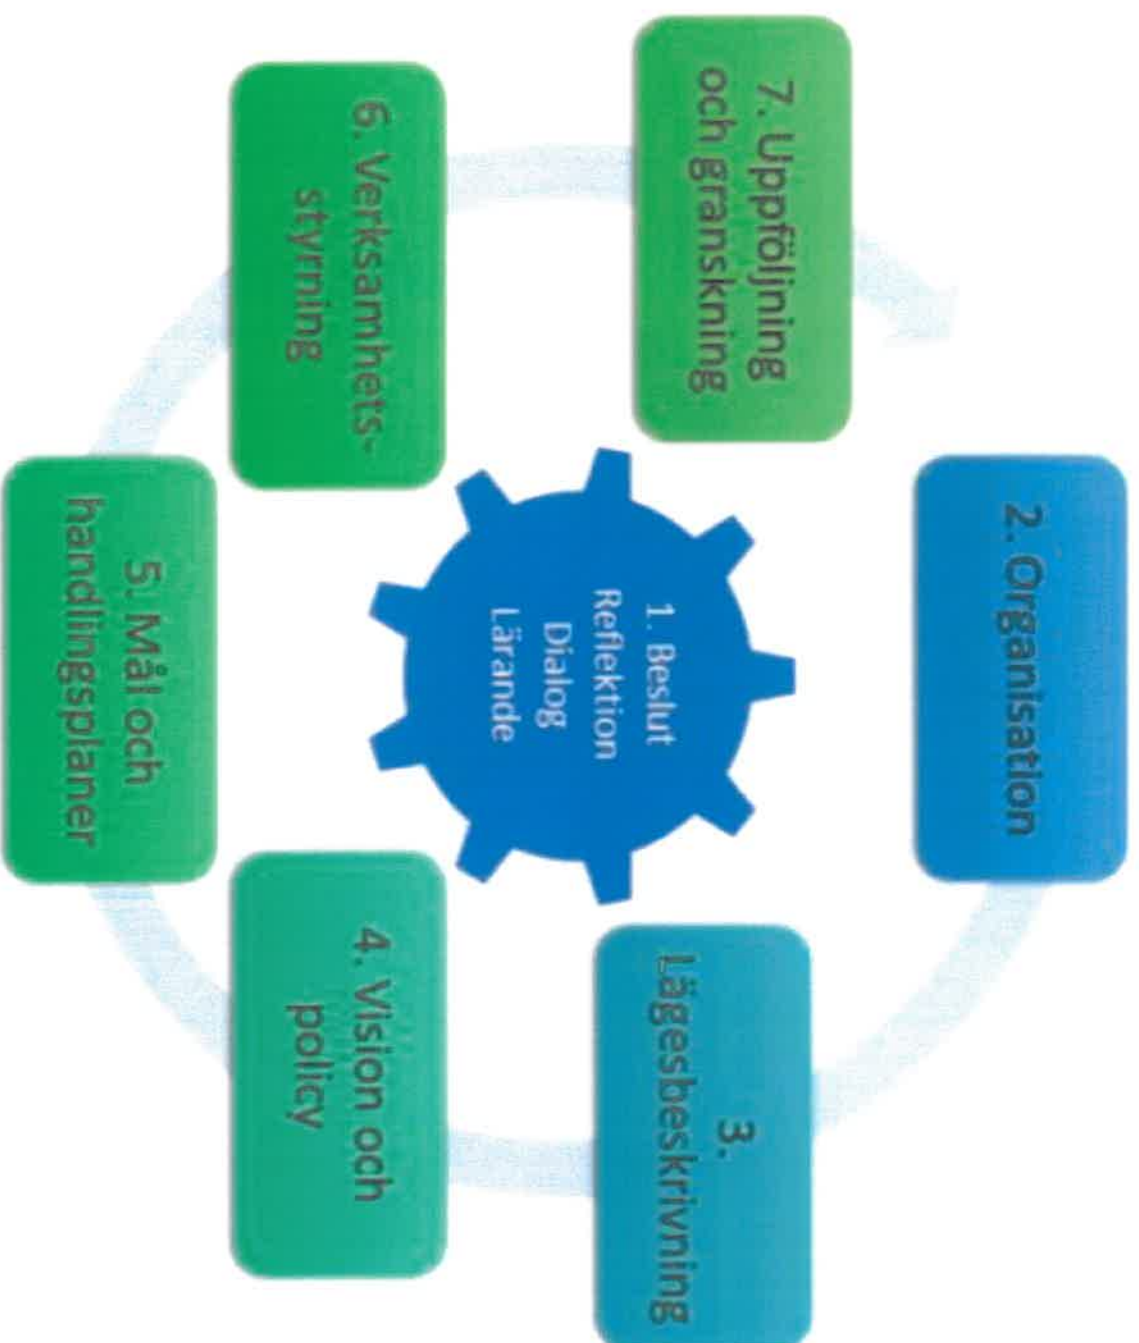 1. Beslut
Reflektion
Dialog
Lärande
2. Organisation
3.
Lägesbeskrivning
4. Vision och
policy
5. Mål och
handlingsplaner
6. Verksamhets-
styrning
7. Uppföljning
och granskning